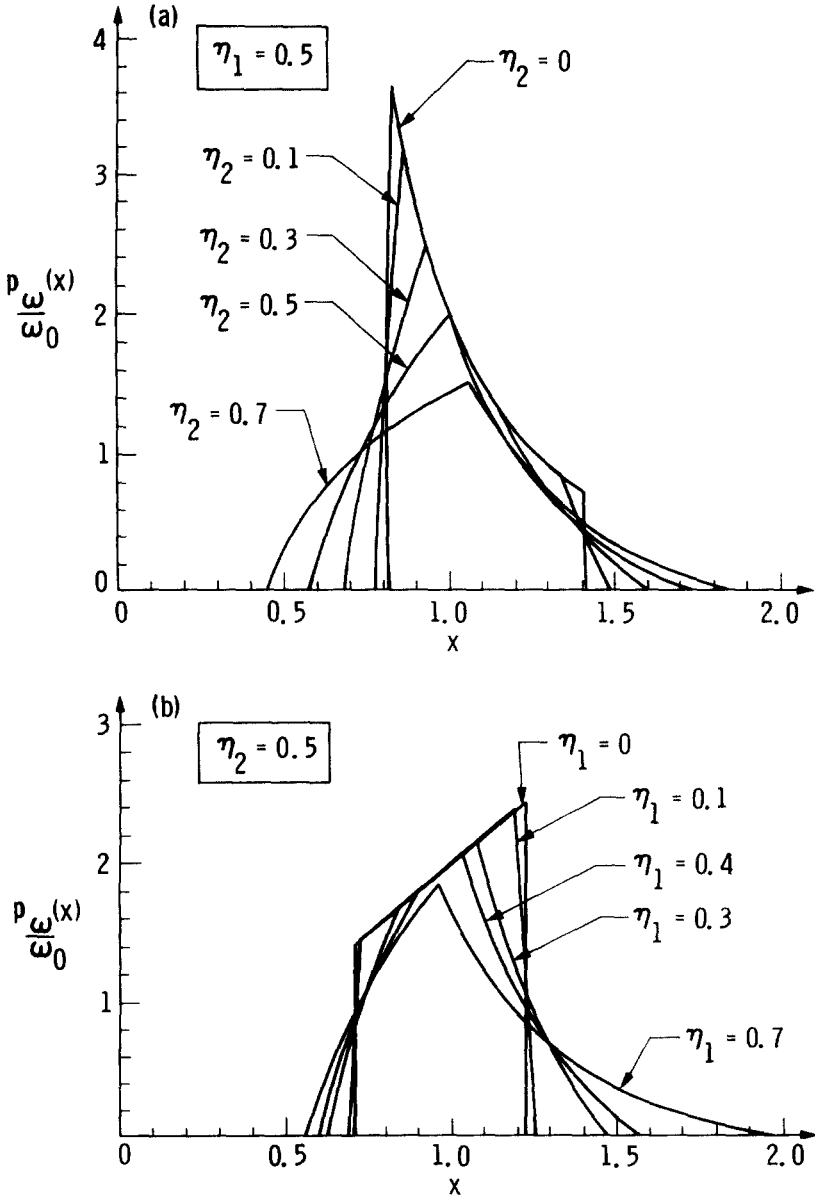 (a)
4
η₁ = 0.5
η₂ = 0
η₂ = 0.1
3
η₂ = 0.3
p ω (x)
ω₀
2
η₂ = 0.5
η₂ = 0.7
1
0
0 0.5 1.0 1.5 2.0
x
(b)
3
η₂ = 0.5
η₁ = 0
η₁ = 0.1
2
η₁ = 0.4
p ω (x)
ω₀
η₁ = 0.3
1
η₁ = 0.7
0 0.5 1.0 1.5 2.0
x